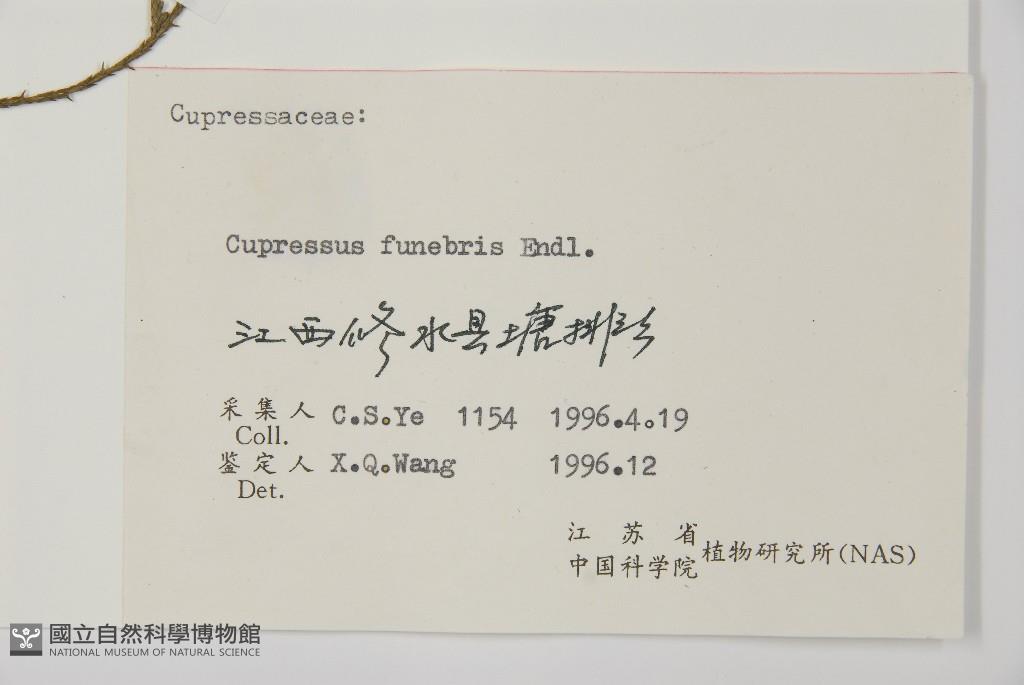 Cupressaceae:
Cupressus funebris Endl.
江西修水县塘排乡
采集人 C.S.Ye 1154 1996.4.19
Coll.
鉴定人 X.Q.Wang 1996.12
Det.
江苏省
中国科学院植物研究所(NAS)
國立自然科學博物館
NATIONAL MUSEUM OF NATURAL SCIENCE